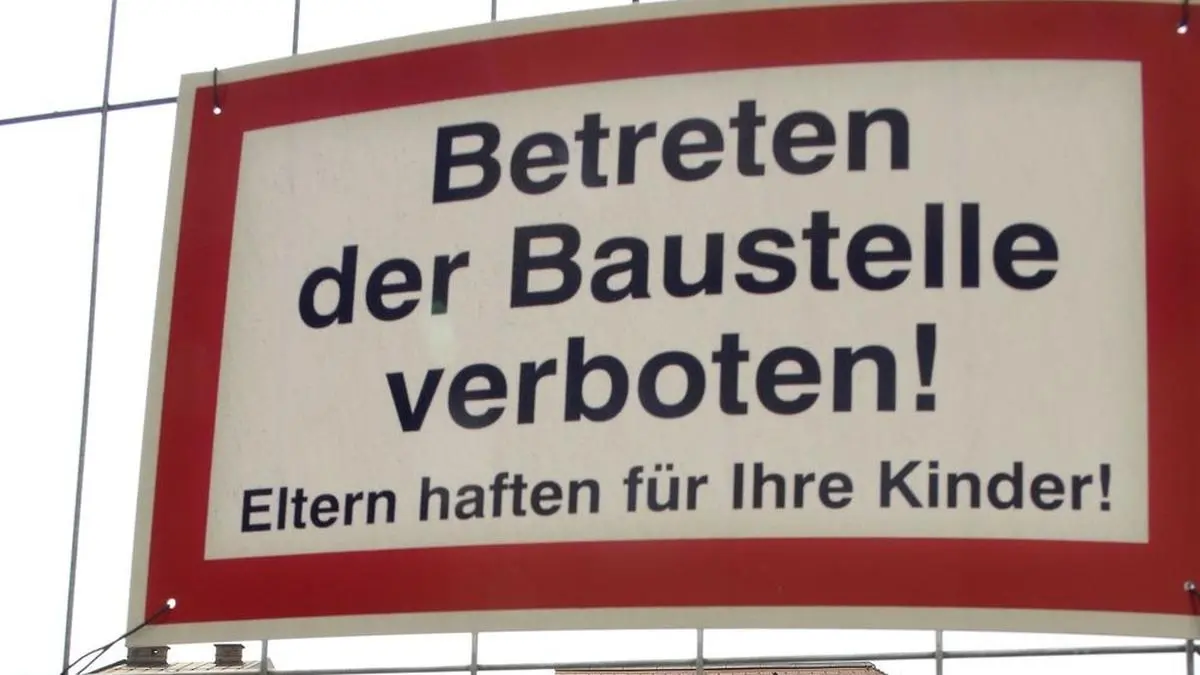 Betreten
der Baustelle
verboten!
Eltern haften für Ihre Kinder!